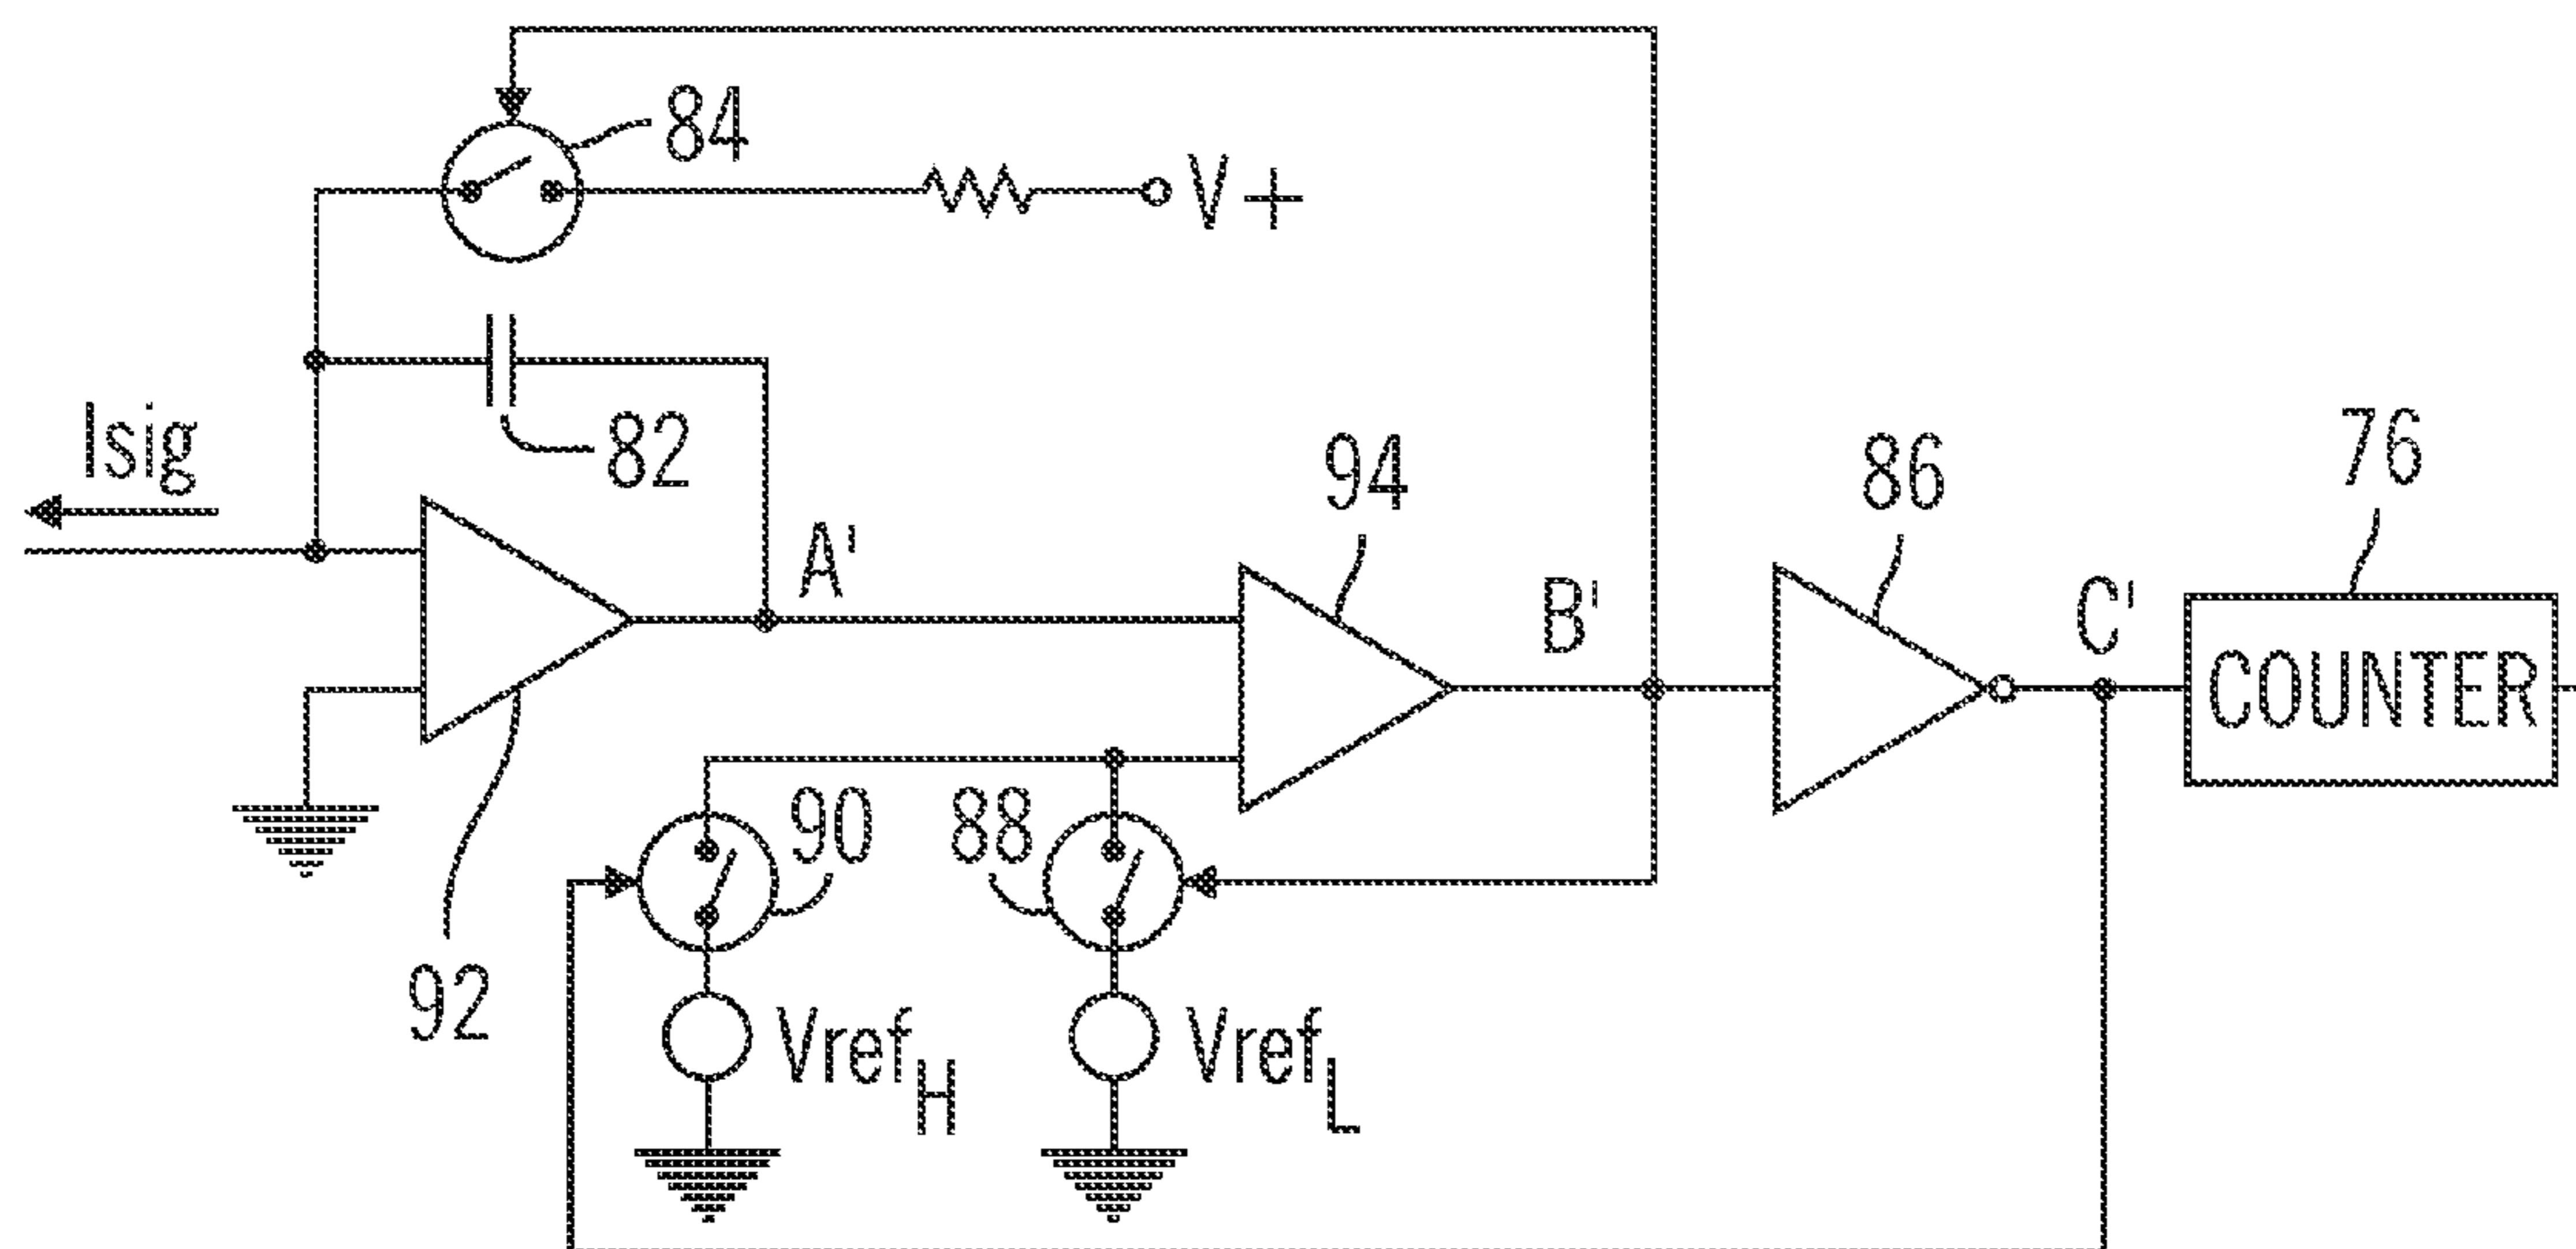 84
V+
Isig
82
94
86
76
A'
B'
C'
COUNTER
90
88
92
VrefH
VrefL